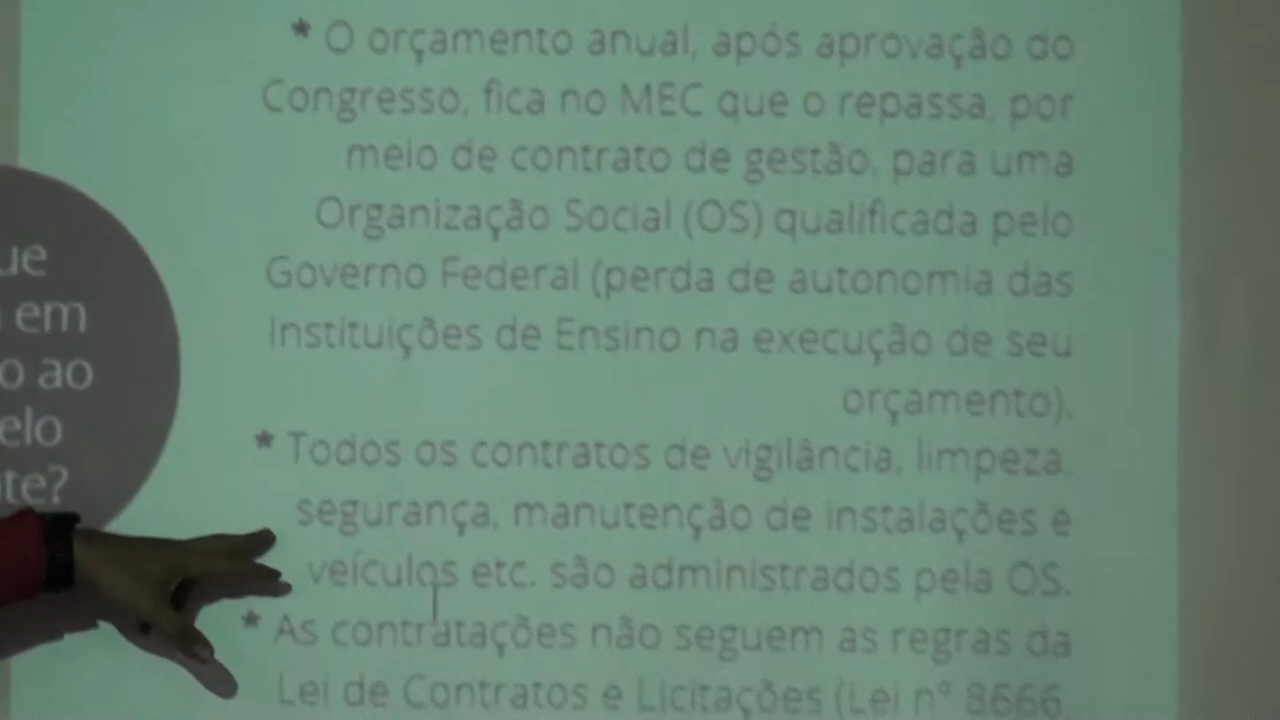 * O orçamento anual, após aprovação do
Congresso, fica no MEC que o repassa, por
meio de contrato de gestão, para uma
Organização Social (OS) qualificada pelo
Governo Federal (perda de autonomia das
Instituições de Ensino na execução de seu
orçamento).
* Todos os contratos de vigilância, limpeza,
segurança, manutenção de instalações e
veículos etc. são administrados pela OS.
* As contratações não seguem as regras da
Lei de Contratos e Licitações (Lei nº 8666,
ue
em
o ao
elo
te?